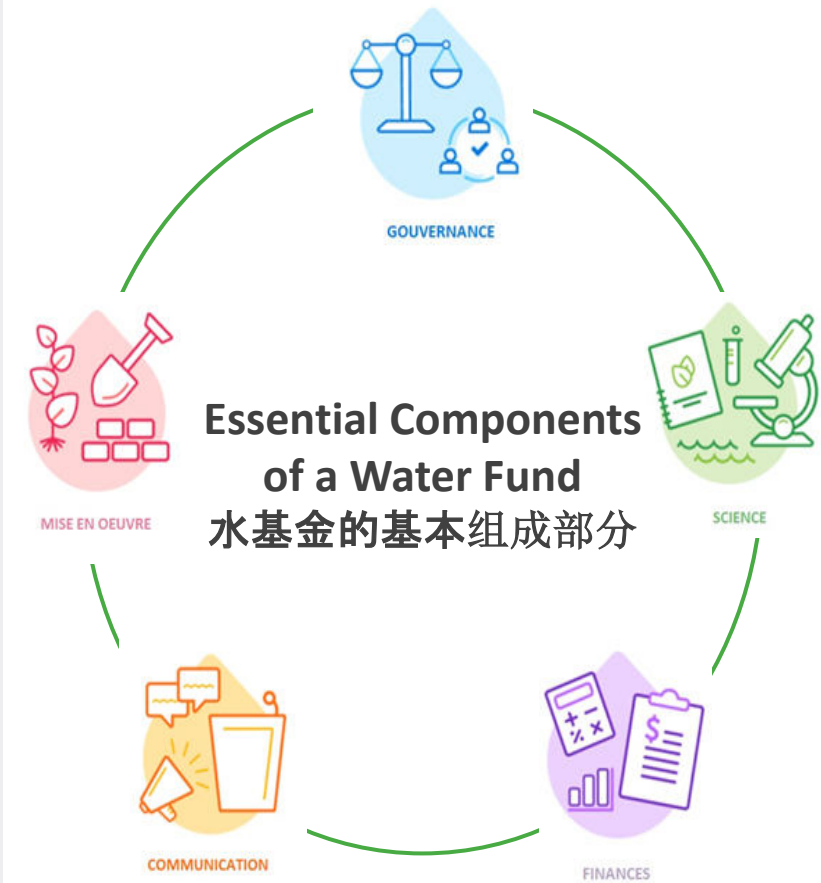 GOUVERNANCE
Essential Components
of a Water Fund
水基金的基本组成部分
MISE EN OEUVRE
SCIENCE
COMMUNICATION
FINANCES